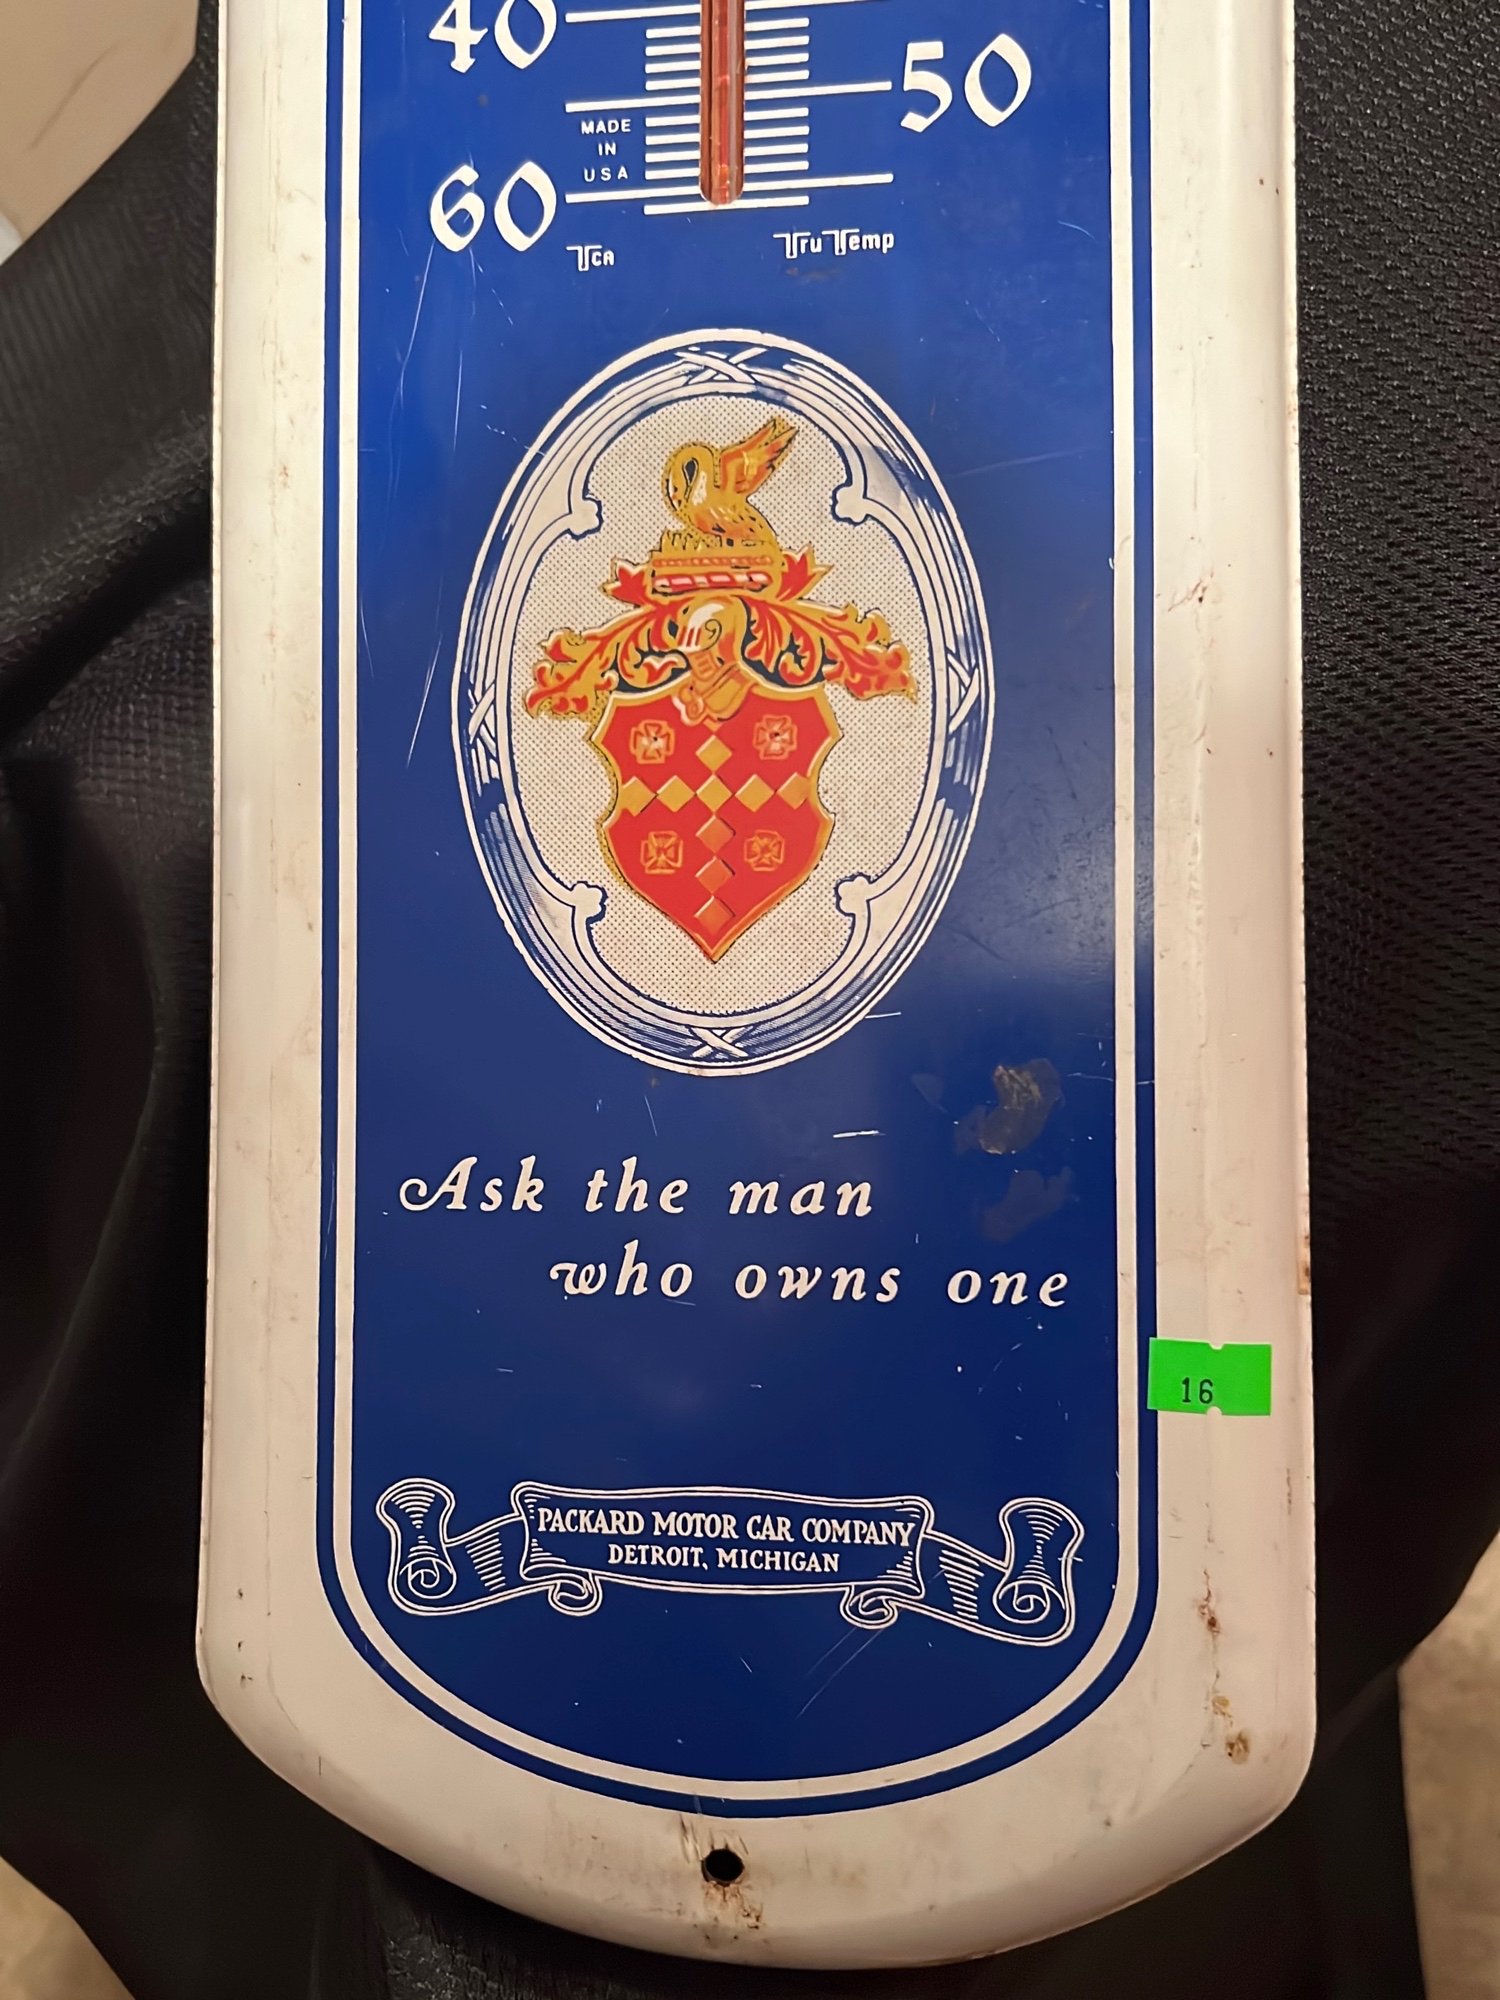 40
50
MADE
IN
USA
60
TCA
Tru Temp
Ask the man
who owns one
16
PACKARD MOTOR CAR COMPANY
DETROIT, MICHIGAN